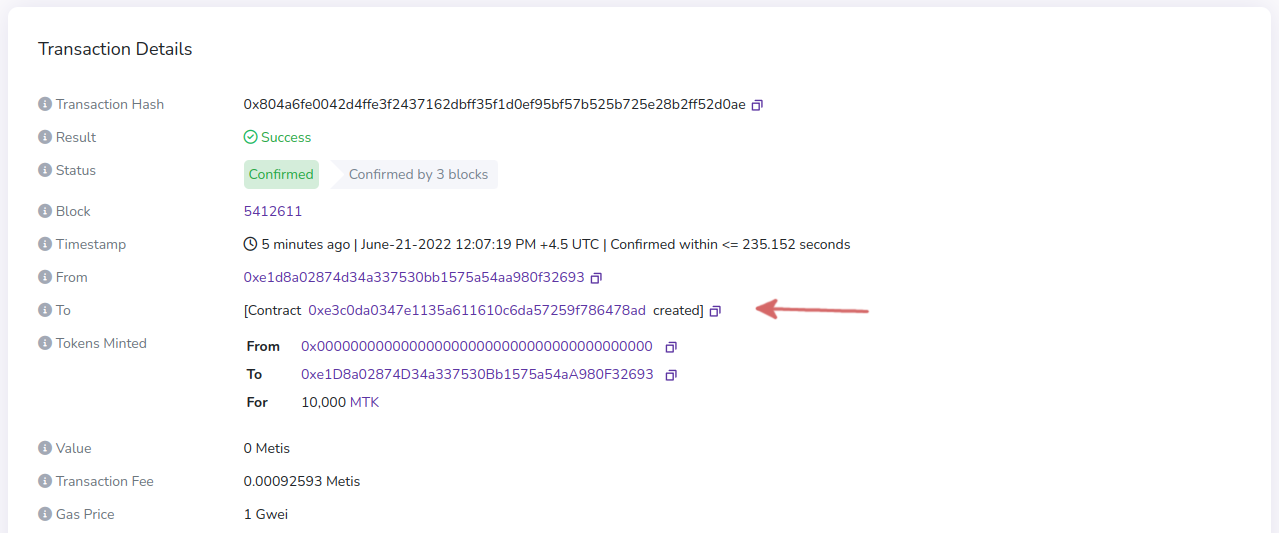 Transaction Details
Transaction Hash 0x804a6fe0042d4ffe3f2437162dbff35f1d0ef95bf57b525b725e28b2ff52d0ae
Result Success
Status Confirmed Confirmed by 3 blocks
Block 5412611
Timestamp 5 minutes ago | June-21-2022 12:07:19 PM +4.5 UTC | Confirmed within <= 235.152 seconds
From 0xe1d8a02874d34a337530bb1575a54aa980f32693
To [Contract 0xe3c0da0347e1135a611610c6da57259f786478ad created]
Tokens Minted From 0x0000000000000000000000000000000000000000
To 0xe1D8a02874D34a337530Bb1575a54aA980F32693
For 10,000 MTK
Value 0 Metis
Transaction Fee 0.00092593 Metis
Gas Price 1 Gwei